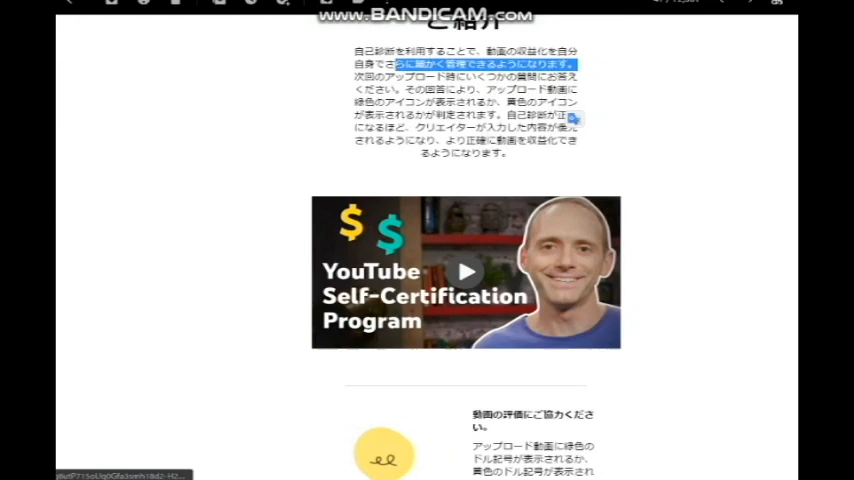 www.BANDICAM.com
ご紹介
自己診断を利用することで、動画の収益化を自分
自身でさらに細かく管理できるようになります。
次回のアップロード時にいくつかの質問にお答え
ください。その回答により、アップロード動画に
緑色のアイコンが表示されるか、黄色のアイコン
が表示されるかが判定されます。自己診断が正
になるほど、クリエイターが入力した内容が優先
されるようになり、より正確に動画を収益化でき
るようになります。
$ $
YouTube
Self-Certification
Program
動画の評価にご協力くださ
い。
アップロード動画に緑色の
ドル記号が表示されるか、
黄色のドル記号が表示され